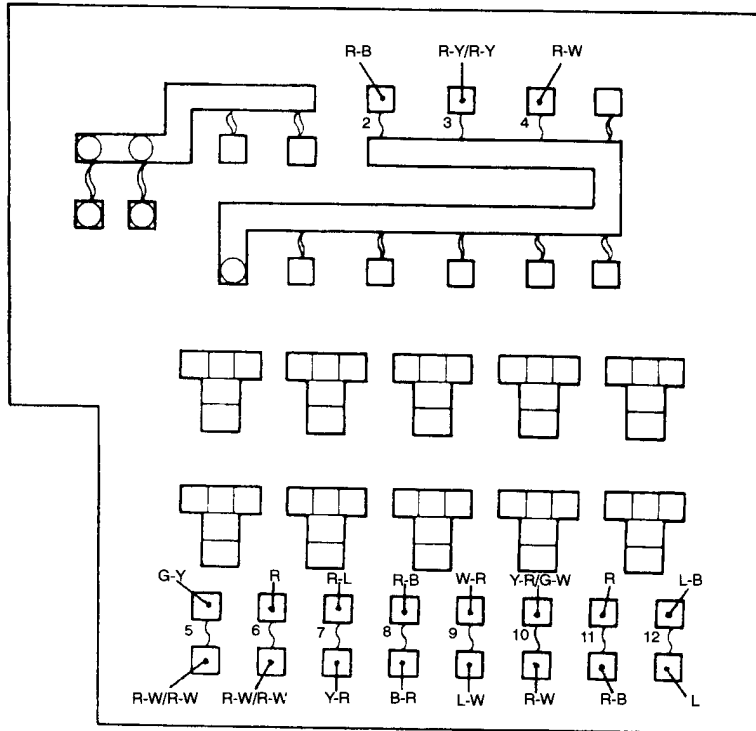 R-B R-Y/R-Y R-W
2 3 4
G-Y R R-L R-B W-R Y-R/G-W R L-B
5 6 7 8 9 10 11 12
R-W/R-W R-W/R-W' Y-R B-R L-W R-W R-B L